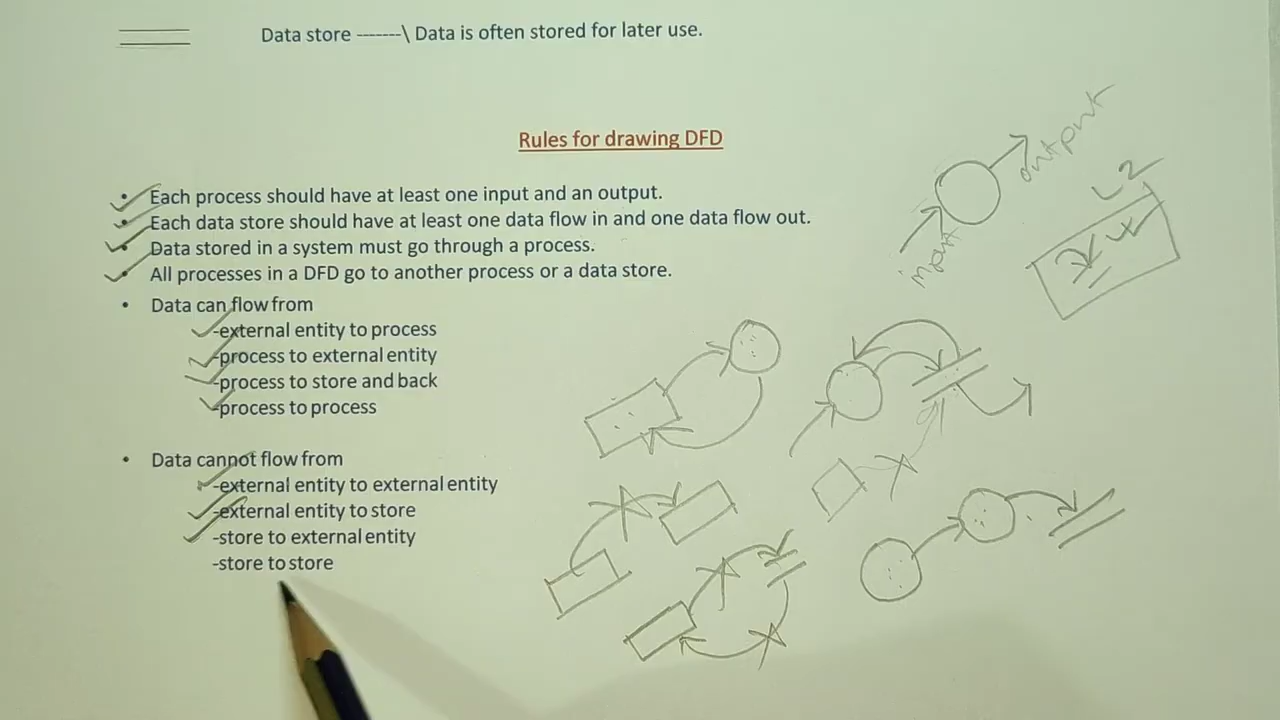 Data store -------\ Data is often stored for later use.
Rules for drawing DFD
• Each process should have at least one input and an output.
• Each data store should have at least one data flow in and one data flow out.
• Data stored in a system must go through a process.
• All processes in a DFD go to another process or a data store.
• Data can flow from
-external entity to process
-process to external entity
-process to store and back
-process to process
• Data cannot flow from
-external entity to external entity
-external entity to store
-store to external entity
-store to store
output
input
L2